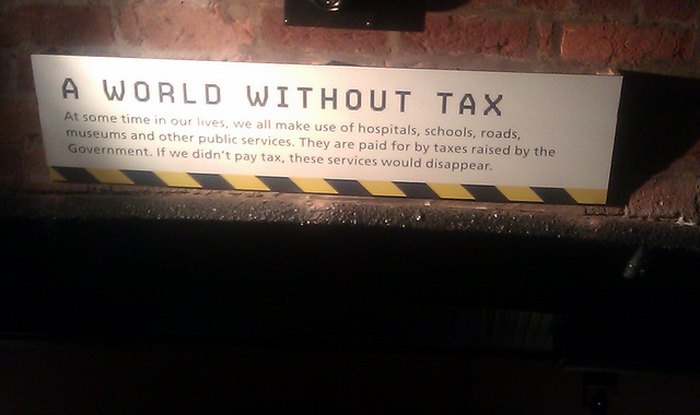 A WORLD WITHOUT TAX
At some time in our lives, we all make use of hospitals, schools, roads,
museums and other public services. They are paid for by taxes raised by the
Government. If we didn't pay tax, these services would disappear.